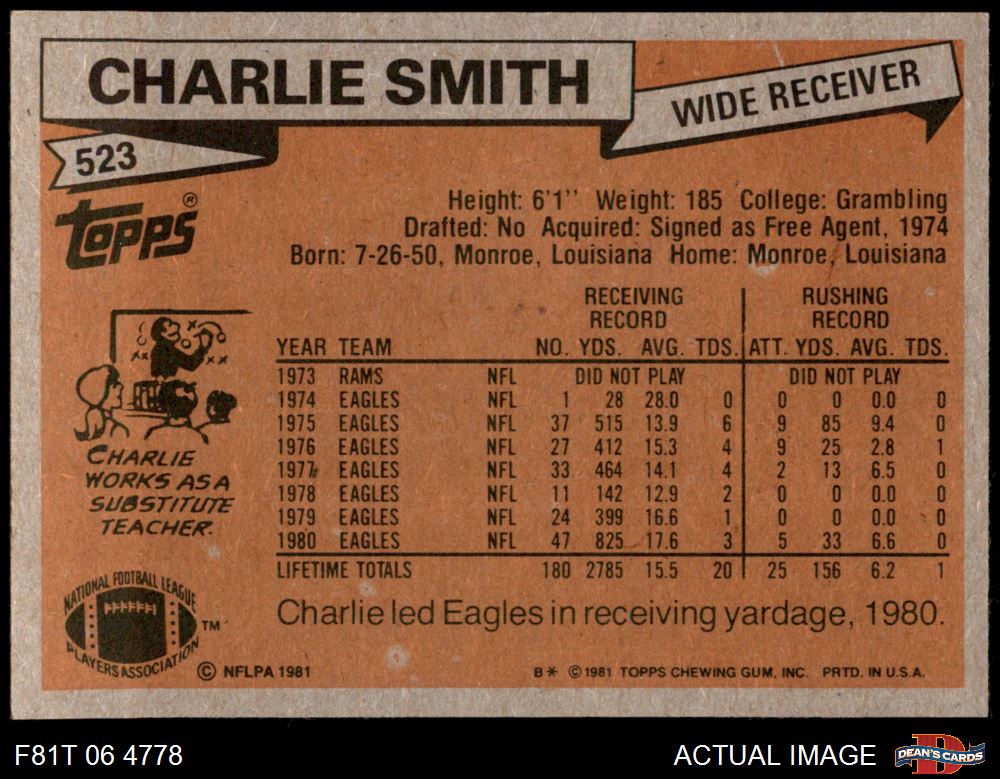 CHARLIE SMITH
WIDE RECEIVER
523
TOPPS®
Height: 6'1'' Weight: 185 College: Grambling
Drafted: No Acquired: Signed as Free Agent, 1974
Born: 7-26-50, Monroe, Louisiana Home: Monroe, Louisiana
RECEIVING RECORD RUSHING RECORD
YEAR TEAM NO. YDS. AVG. TDS. ATT. YDS. AVG. TDS.
1973 RAMS NFL DID NOT PLAY DID NOT PLAY
1974 EAGLES NFL 1 28 28.0 0 0 0 0.0 0
1975 EAGLES NFL 37 515 13.9 6 9 85 9.4 0
1976 EAGLES NFL 27 412 15.3 4 9 25 2.8 1
1977 EAGLES NFL 33 464 14.1 4 2 13 6.5 0
1978 EAGLES NFL 11 142 12.9 2 0 0 0.0 0
1979 EAGLES NFL 24 399 16.6 1 0 0 0.0 0
1980 EAGLES NFL 47 825 17.6 3 5 33 6.6 0
LIFETIME TOTALS 180 2785 15.5 20 25 156 6.2 1
CHARLIE
WORKS AS A
SUBSTITUTE
TEACHER.
Charlie led Eagles in receiving yardage, 1980.
NATIONAL FOOTBALL LEAGUE
PLAYERS ASSOCIATION
TM
© NFLPA 1981
B* © 1981 TOPPS CHEWING GUM, INC. PRTD. IN U.S.A.
F81T 06 4778
ACTUAL IMAGE
D
DEAN'S CARDS